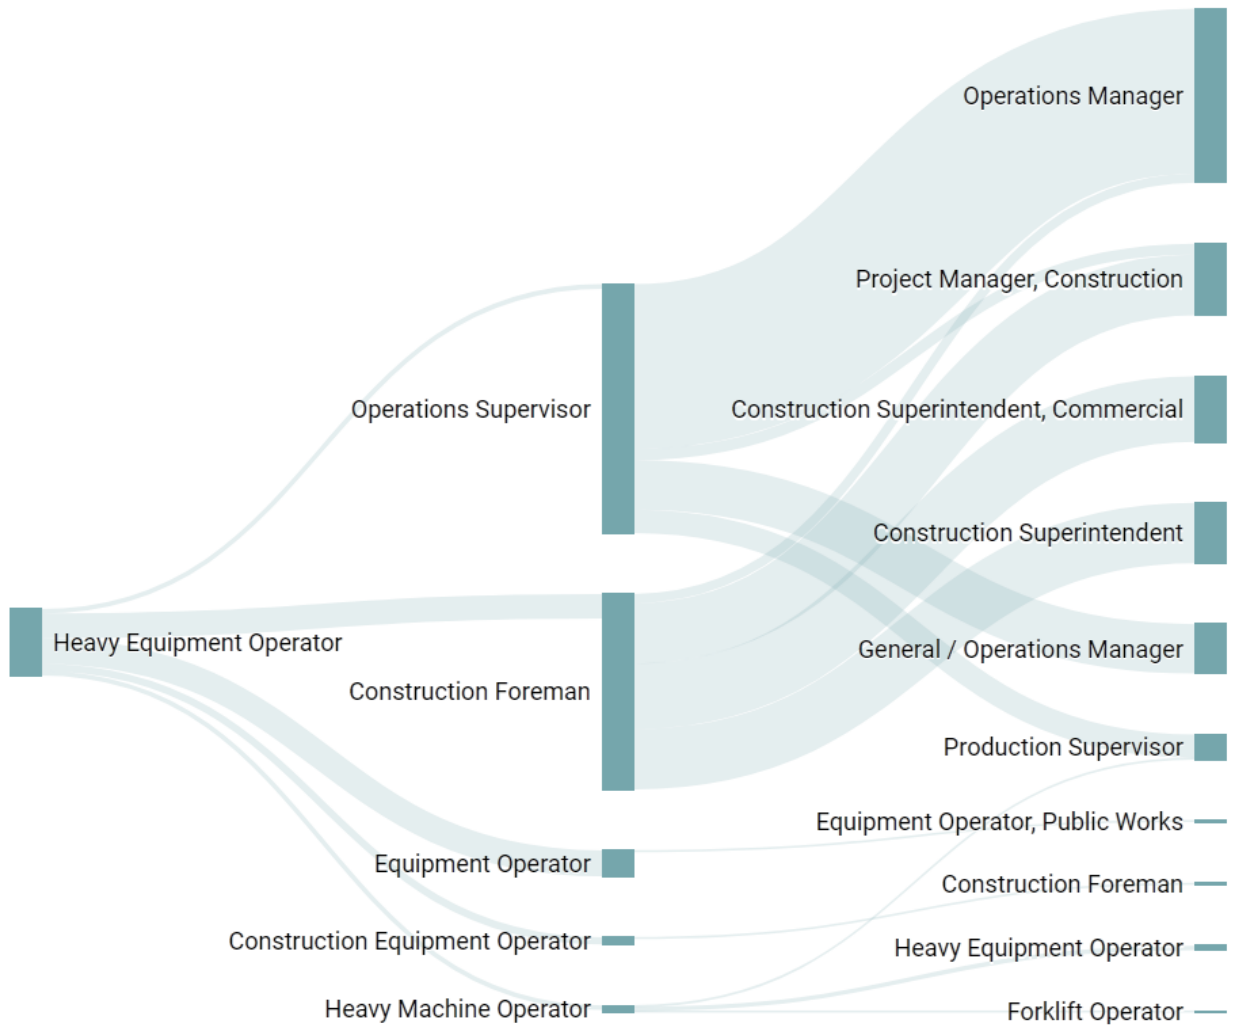 Operations Manager
Project Manager, Construction
Operations Supervisor
Construction Superintendent, Commercial
Construction Superintendent
Heavy Equipment Operator
General / Operations Manager
Construction Foreman
Production Supervisor
Equipment Operator, Public Works
Equipment Operator
Construction Foreman
Construction Equipment Operator
Heavy Equipment Operator
Heavy Machine Operator
Forklift Operator